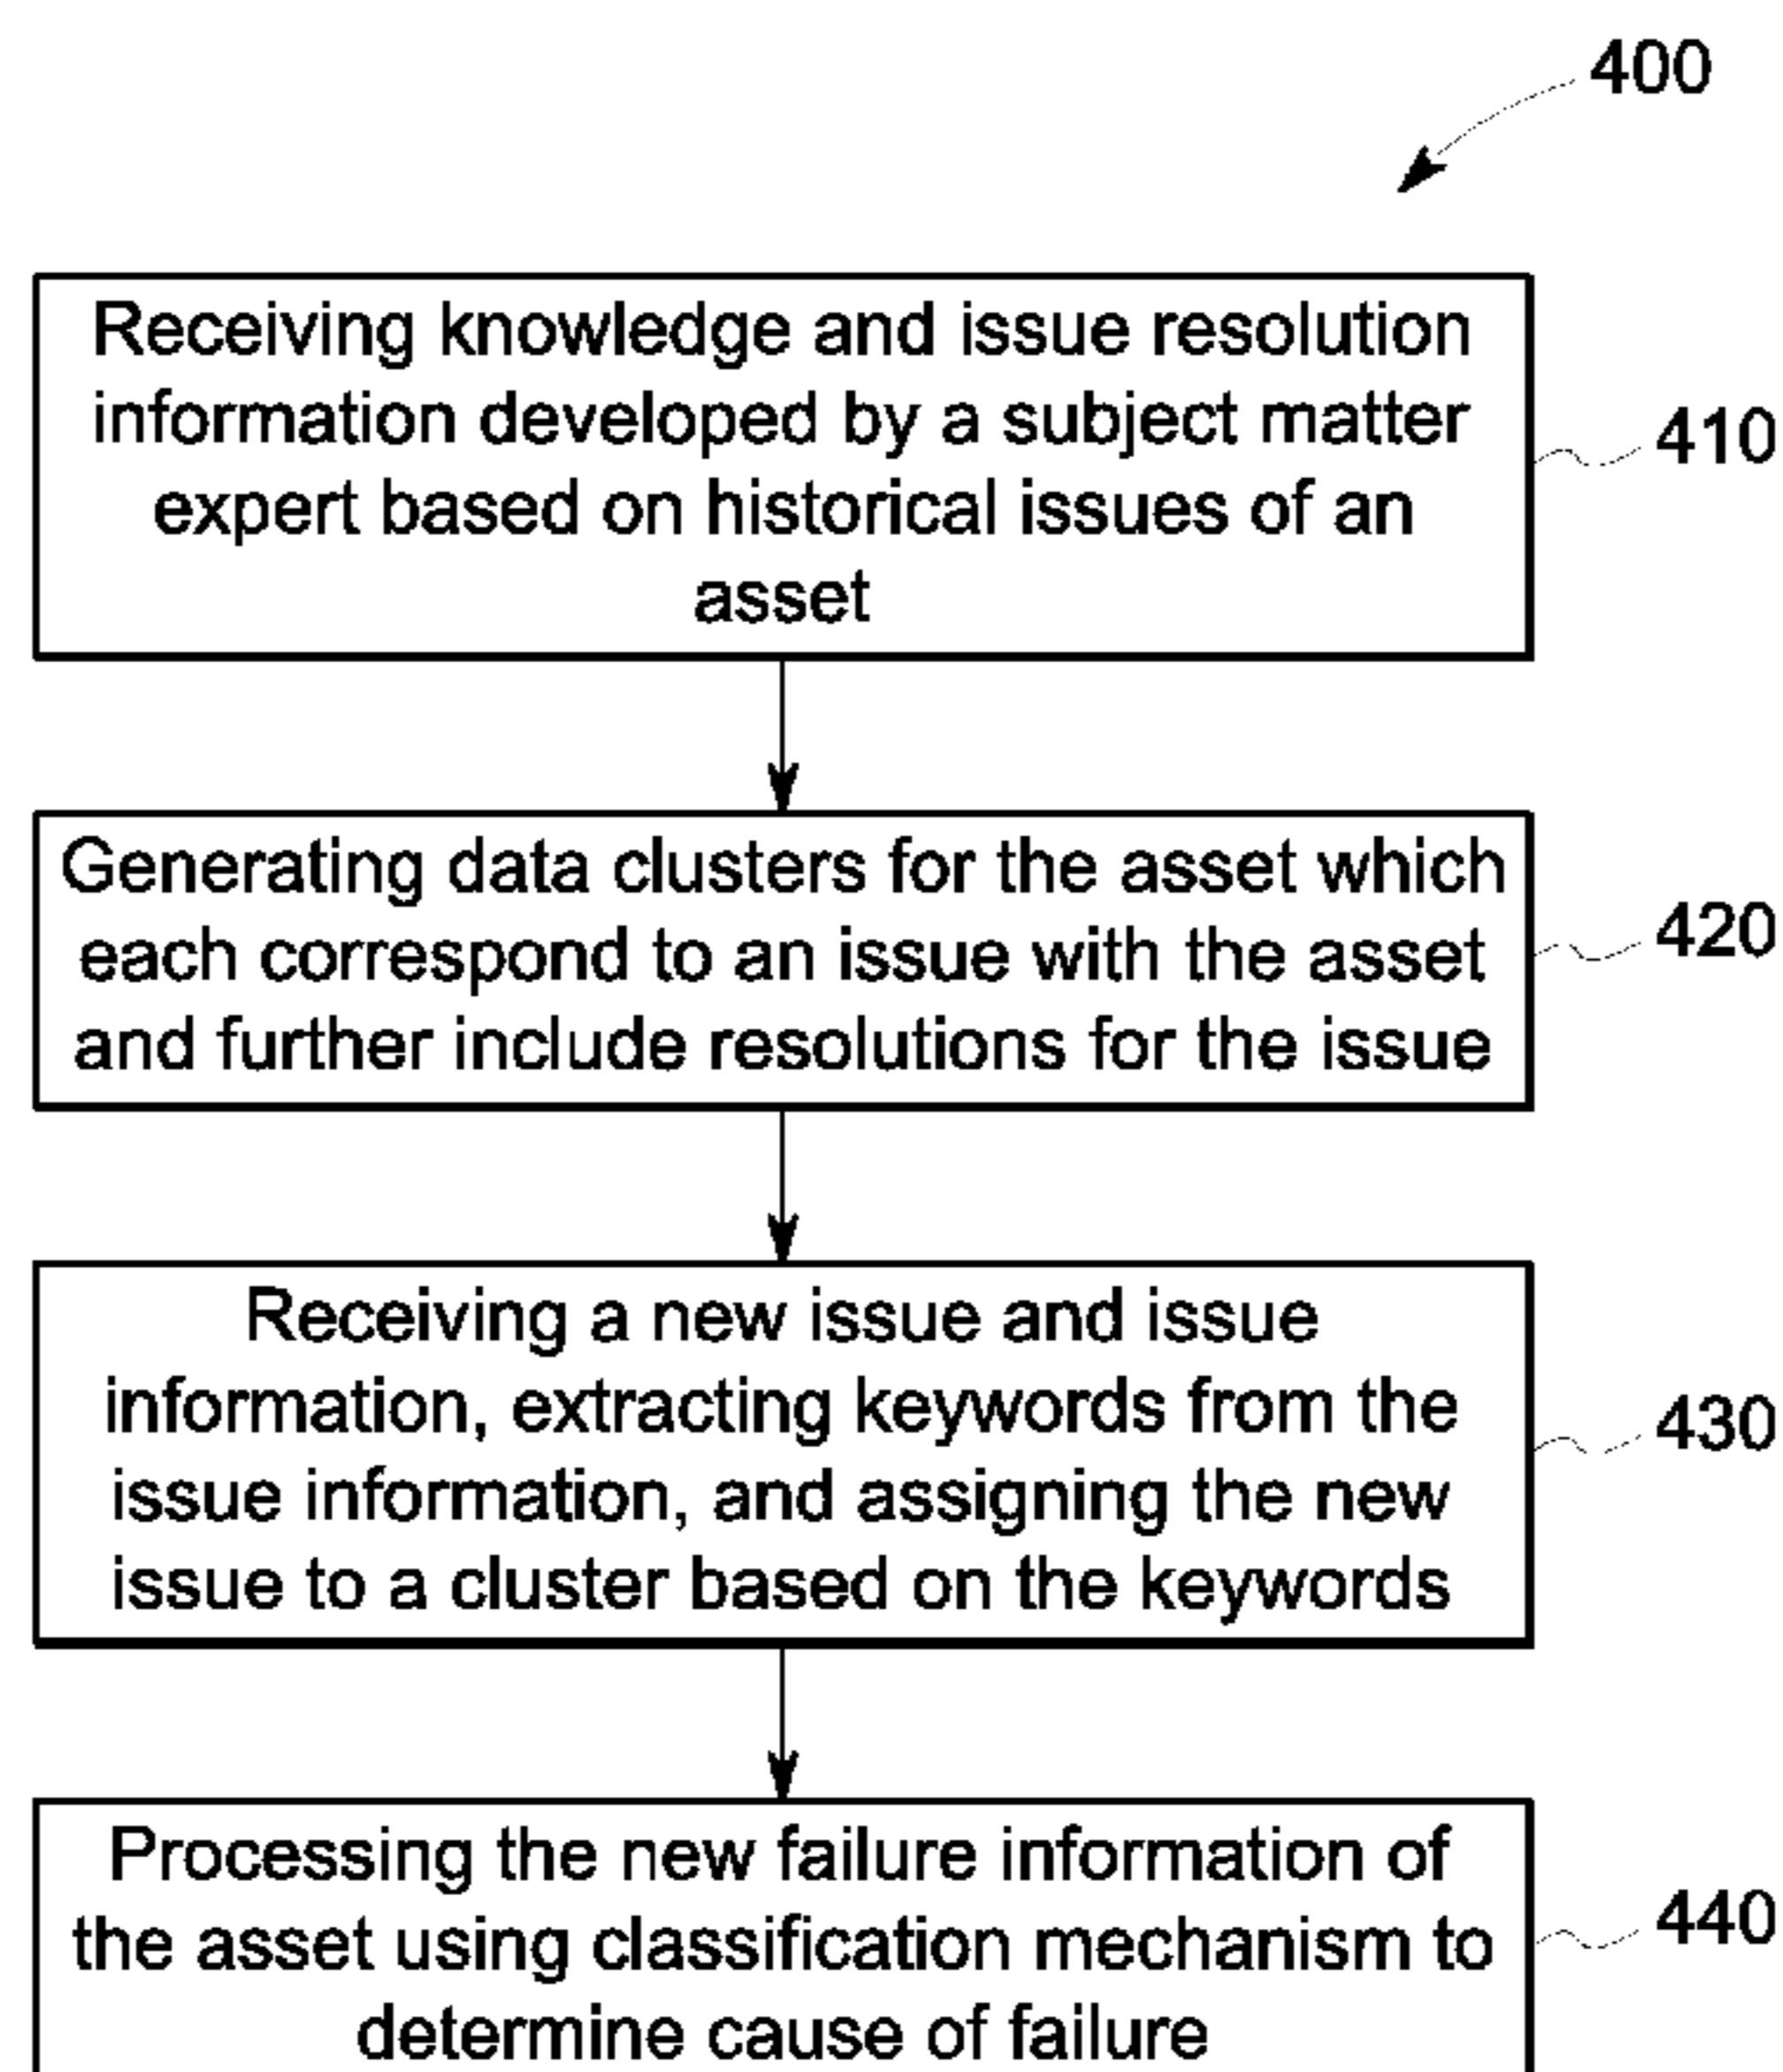 400
Receiving knowledge and issue resolution
information developed by a subject matter
expert based on historical issues of an
asset
410
Generating data clusters for the asset which
each correspond to an issue with the asset
and further include resolutions for the issue
420
Receiving a new issue and issue
information, extracting keywords from the
issue information, and assigning the new
issue to a cluster based on the keywords
430
Processing the new failure information of
the asset using classification mechanism to
determine cause of failure
440